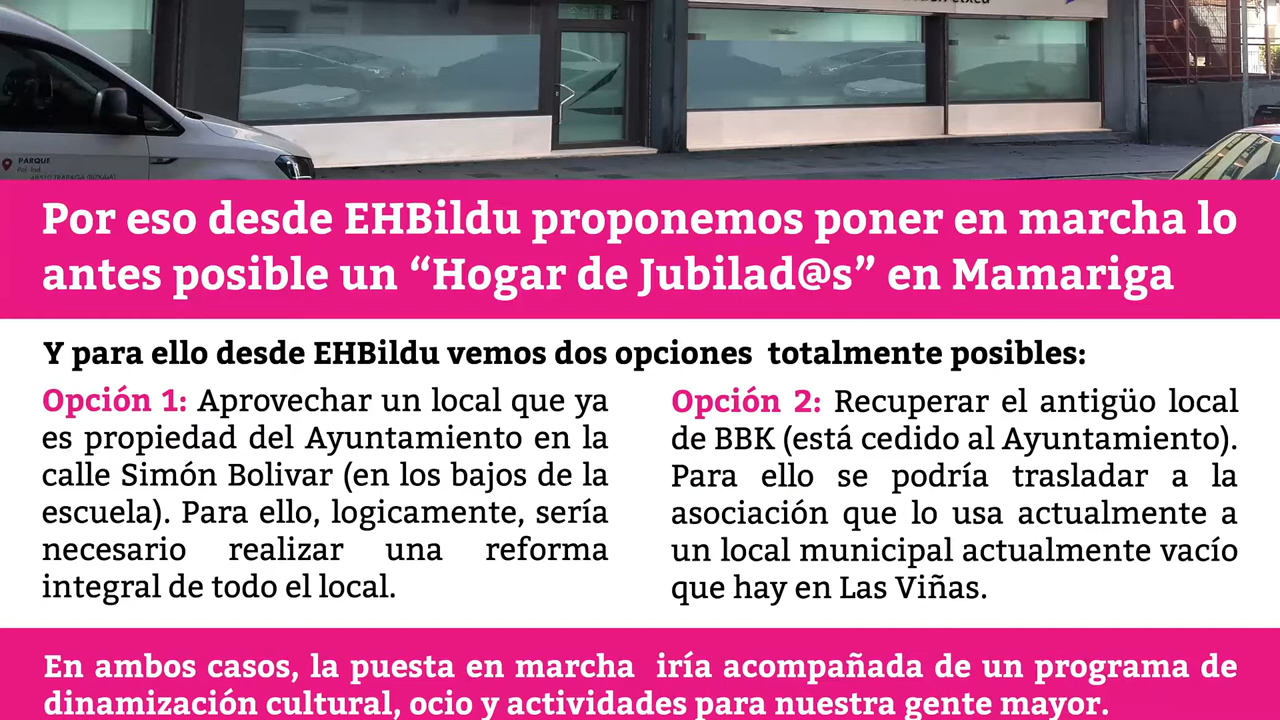 PARQUE
Por eso desde EHBildu proponemos poner en marcha lo
antes posible un “Hogar de Jubilad@s” en Mamariga
Y para ello desde EHBildu vemos dos opciones totalmente posibles:
Opción 1: Aprovechar un local que ya
es propiedad del Ayuntamiento en la
calle Simón Bolivar (en los bajos de la
escuela). Para ello, logicamente, sería
necesario realizar una reforma
integral de todo el local.
Opción 2: Recuperar el antigüo local
de BBK (está cedido al Ayuntamiento).
Para ello se podría trasladar a la
asociación que lo usa actualmente a
un local municipal actualmente vacío
que hay en Las Viñas.
En ambos casos, la puesta en marcha iría acompañada de un programa de
dinamización cultural, ocio y actividades para nuestra gente mayor.